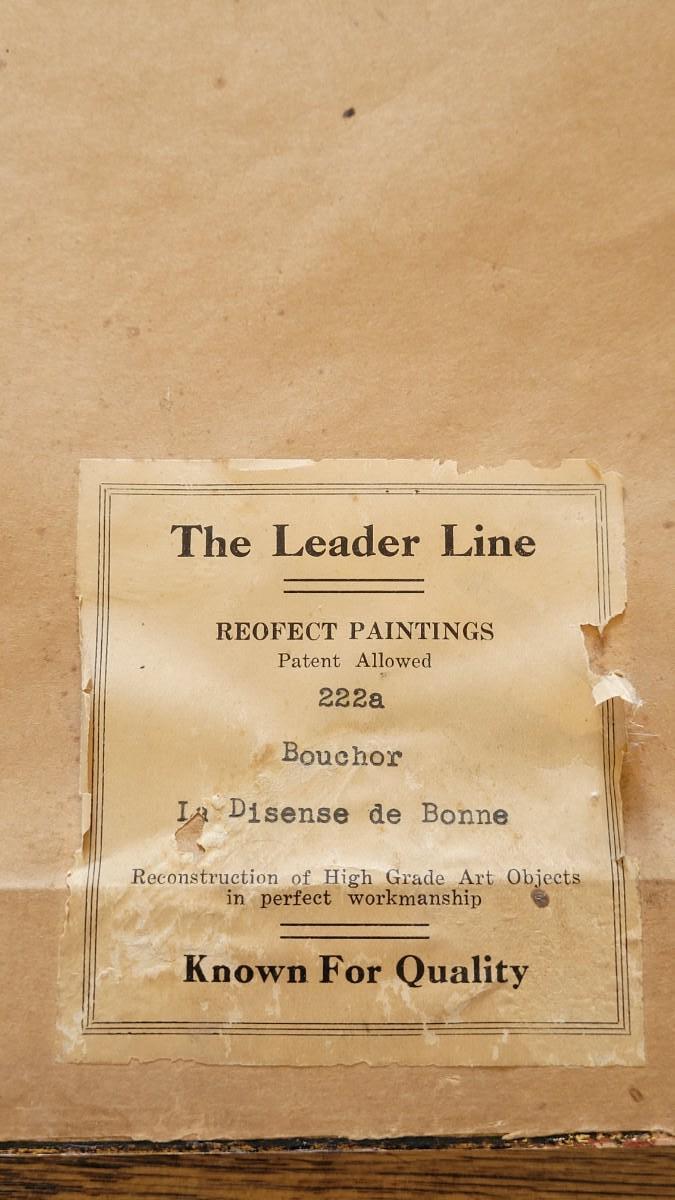 The Leader Line
REOFECT PAINTINGS
Patent Allowed
222a
Bouchor
La Disense de Bonne
Reconstruction of High Grade Art Objects
in perfect workmanship
Known For Quality